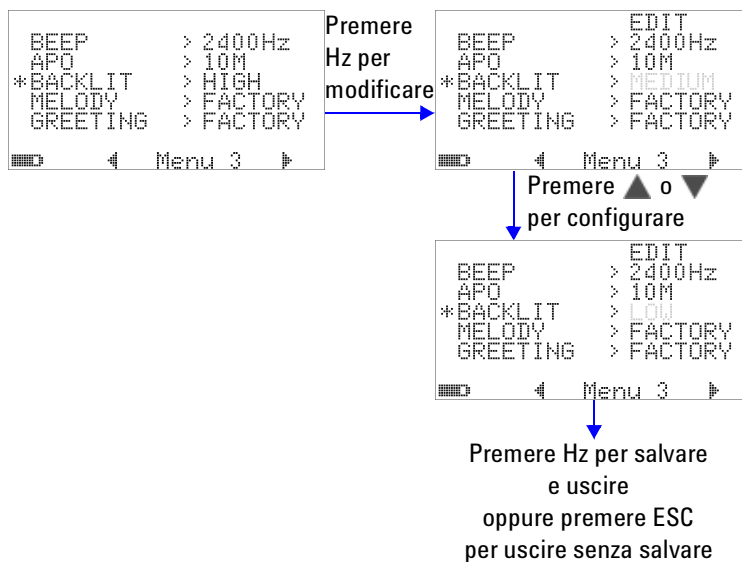 BEEP > 2400Hz
APO > 10M
*BACKLIT > HIGH
MELODY > FACTORY
GREETING > FACTORY
Menu 3
Premere
Hz per
modificare
EDIT
BEEP > 2400Hz
APO > 10M
*BACKLIT > MEDIUM
MELODY > FACTORY
GREETING > FACTORY
Menu 3
Premere ▲ o ▼
per configurare
EDIT
BEEP > 2400Hz
APO > 10M
*BACKLIT > LOW
MELODY > FACTORY
GREETING > FACTORY
Menu 3
Premere Hz per salvare
e uscire
oppure premere ESC
per uscire senza salvare